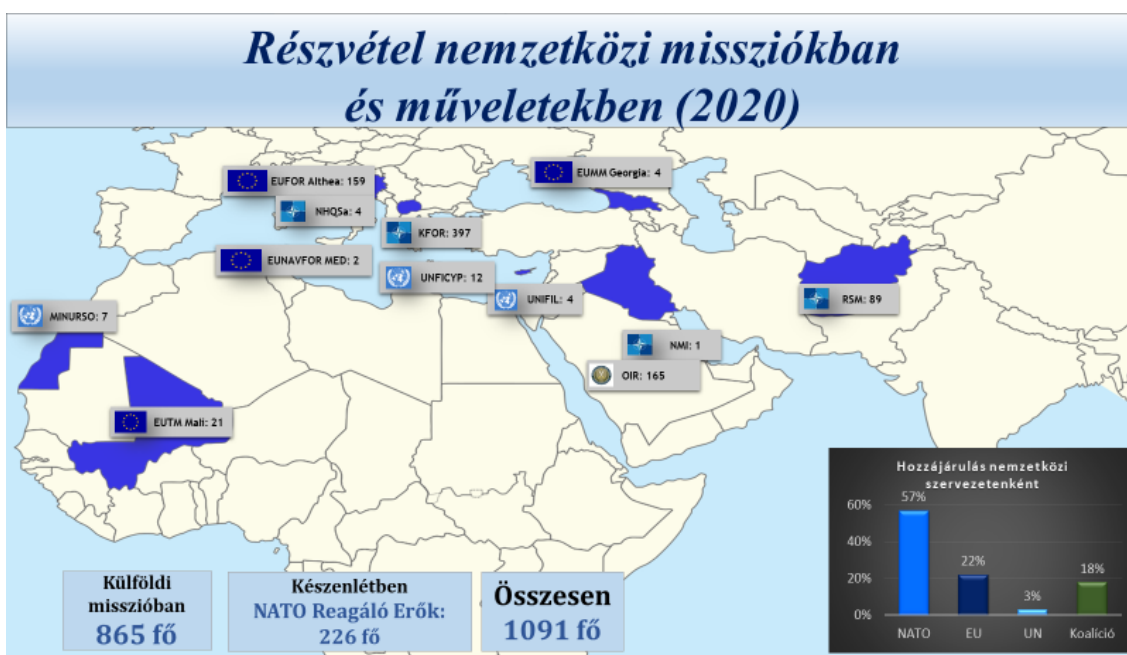 Részvétel nemzetközi missziókban
és műveletekben (2020)
EUFOR Althea: 159
EUMM Georgia: 4
NHQSa: 4
KFOR: 397
EUNAVFOR MED: 2
UNFICYP: 12
UNIFIL: 4
RSM: 89
MINURSO: 7
NMI: 1
OIR: 165
EUTM Mali: 21
Hozzájárulás nemzetközi
szervezetenként
57%
60%
40%
22%
20%
18%
3%
0%
NATO
EU
UN
Koalíció
Külföldi
misszióban
865 fő
Készenlétben
NATO Reagáló Erők:
226 fő
Összesen
1091 fő